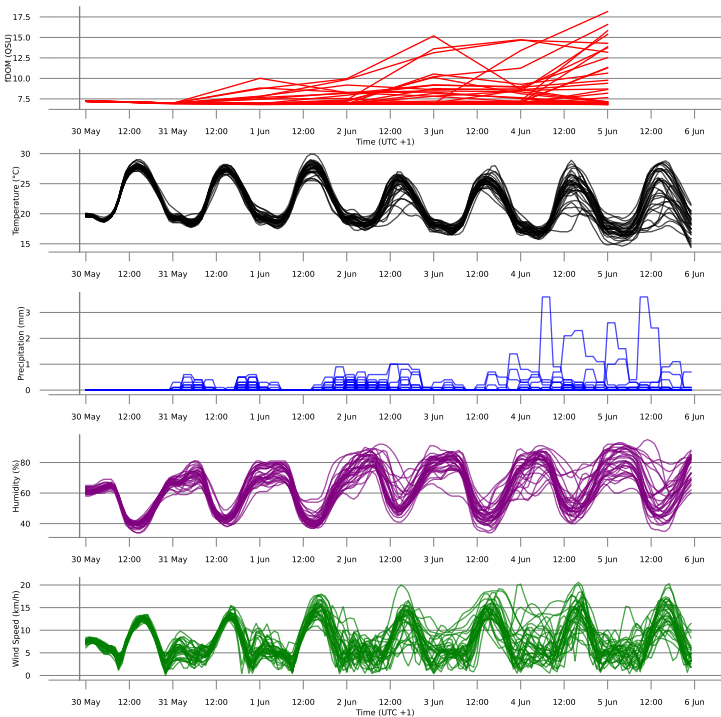 17.5
15.0
12.5
10.0
7.5
fDOM (QSU)
30 May 12:00 31 May 12:00 1 Jun 12:00 2 Jun 12:00 3 Jun 12:00 4 Jun 12:00 5 Jun 12:00 6 Jun
Time (UTC +1)
30
25
20
15
Temperature (°C)
30 May 12:00 31 May 12:00 1 Jun 12:00 2 Jun 12:00 3 Jun 12:00 4 Jun 12:00 5 Jun 12:00 6 Jun
3
2
1
0
Precipitation (mm)
30 May 12:00 31 May 12:00 1 Jun 12:00 2 Jun 12:00 3 Jun 12:00 4 Jun 12:00 5 Jun 12:00 6 Jun
80
60
40
Humidity (%)
30 May 12:00 31 May 12:00 1 Jun 12:00 2 Jun 12:00 3 Jun 12:00 4 Jun 12:00 5 Jun 12:00 6 Jun
20
15
10
5
0
Wind Speed (km/h)
30 May 12:00 31 May 12:00 1 Jun 12:00 2 Jun 12:00 3 Jun 12:00 4 Jun 12:00 5 Jun 12:00 6 Jun
Time (UTC +1)